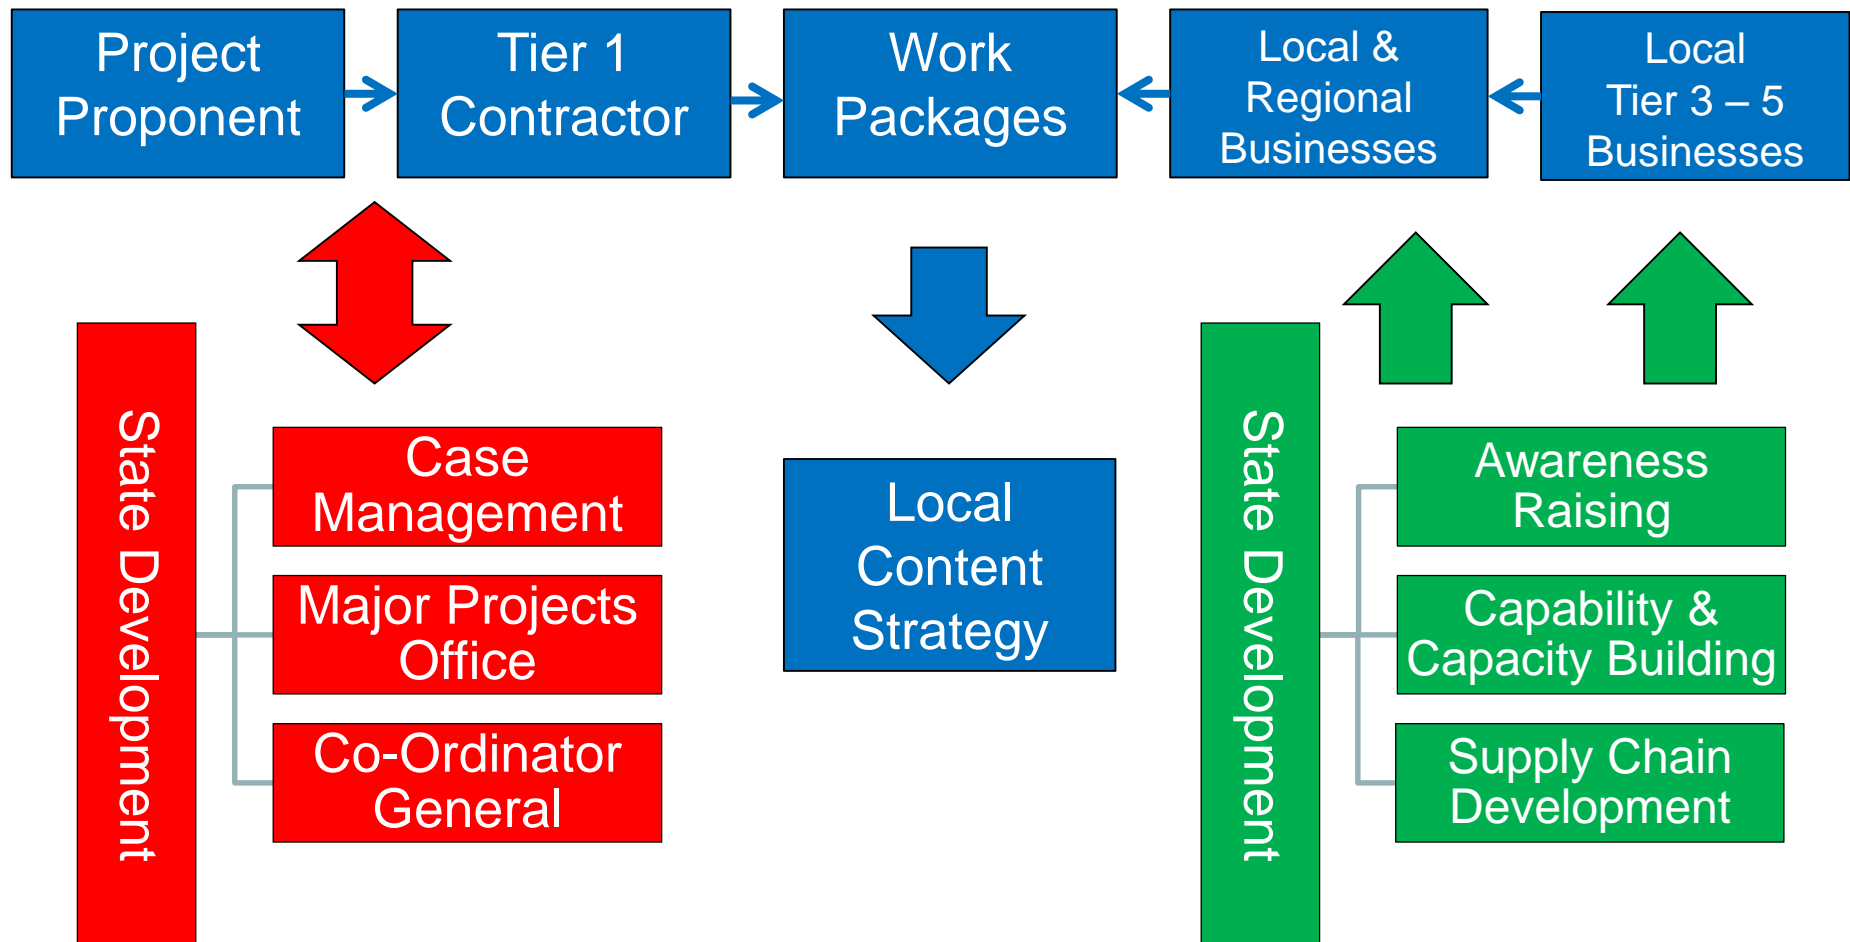 Project
Proponent
Tier 1
Contractor
Work
Packages
Local &
Regional
Businesses
Local
Tier 3 – 5
Businesses
State Development
Case
Management
Major Projects
Office
Co-Ordinator
General
Local
Content
Strategy
State Development
Awareness
Raising
Capability &
Capacity Building
Supply Chain
Development